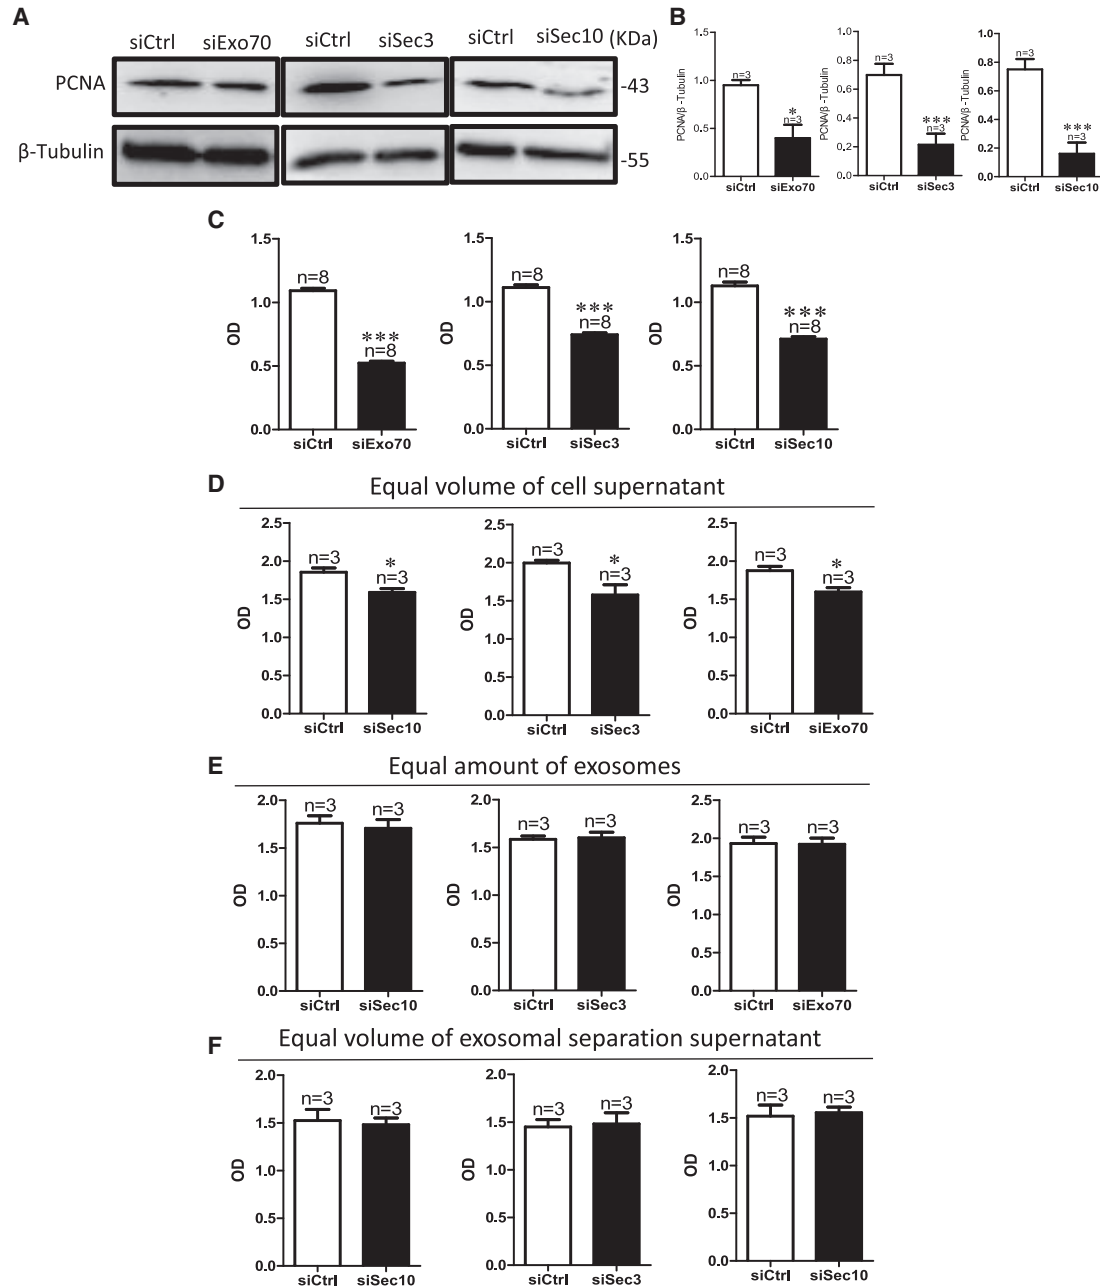 A
siCtrl siExo70 siCtrl siSec3 siCtrl siSec10 (KDa)
PCNA -43
β-Tubulin -55
B
PCNA/β -Tubulin
1.5
1.0
0.5
0.0
n=3
*
n=3
siCtrl siExo70
PCNA/β -Tubulin
1.0
0.8
0.6
0.4
0.2
0.0
n=3
***
n=3
siCtrl siSec3
PCNA/β -Tubulin
1.0
0.8
0.6
0.4
0.2
0.0
n=3
***
n=3
siCtrl siSec10
C
OD
1.5
1.0
0.5
0.0
n=8
***
n=8
siCtrl siExo70
OD
1.5
1.0
0.5
0.0
n=8
***
n=8
siCtrl siSec3
OD
1.5
1.0
0.5
0.0
n=8
***
n=8
siCtrl siSec10
D
Equal volume of cell supernatant
OD
2.5
2.0
1.5
1.0
0.5
0.0
n=3
*
n=3
siCtrl siSec10
OD
2.5
2.0
1.5
1.0
0.5
0.0
n=3
*
n=3
siCtrl siSec3
OD
2.5
2.0
1.5
1.0
0.5
0.0
n=3
*
n=3
siCtrl siExo70
E
Equal amount of exosomes
OD
2.0
1.5
1.0
0.5
0.0
n=3 n=3
siCtrl siSec10
OD
2.0
1.5
1.0
0.5
0.0
n=3 n=3
siCtrl siSec3
OD
2.5
2.0
1.5
1.0
0.5
0.0
n=3 n=3
siCtrl siExo70
F
Equal volume of exosomal separation supernatant
OD
2.0
1.5
1.0
0.5
0.0
n=3 n=3
siCtrl siSec10
OD
2.0
1.5
1.0
0.5
0.0
n=3 n=3
siCtrl siSec3
OD
2.0
1.5
1.0
0.5
0.0
n=3 n=3
siCtrl siSec10